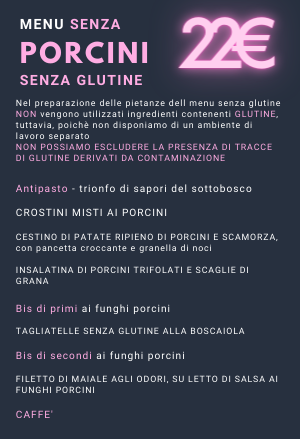 MENU SENZA
PORCINI
SENZA GLUTINE
22€
Nel preparazione delle pietanze dell menu senza glutine
NON vengono utilizzati ingredienti contenenti GLUTINE,
tuttavia, poichè non disponiamo di un ambiente di
lavoro separato
NON POSSIAMO ESCLUDERE LA PRESENZA DI TRACCE
DI GLUTINE DERIVATI DA CONTAMINAZIONE
Antipasto - trionfo di sapori del sottobosco
CROSTINI MISTI AI PORCINI
CESTINO DI PATATE RIPIENO DI PORCINI E SCAMORZA,
con pancetta croccante e granella di noci
INSALATINA DI PORCINI TRIFOLATI E SCAGLIE DI
GRANA
Bis di primi ai funghi porcini
TAGLIATELLE SENZA GLUTINE ALLA BOSCAIOLA
Bis di secondi ai funghi porcini
FILETTO DI MAIALE AGLI ODORI, SU LETTO DI SALSA AI
FUNGHI PORCINI
CAFFE'